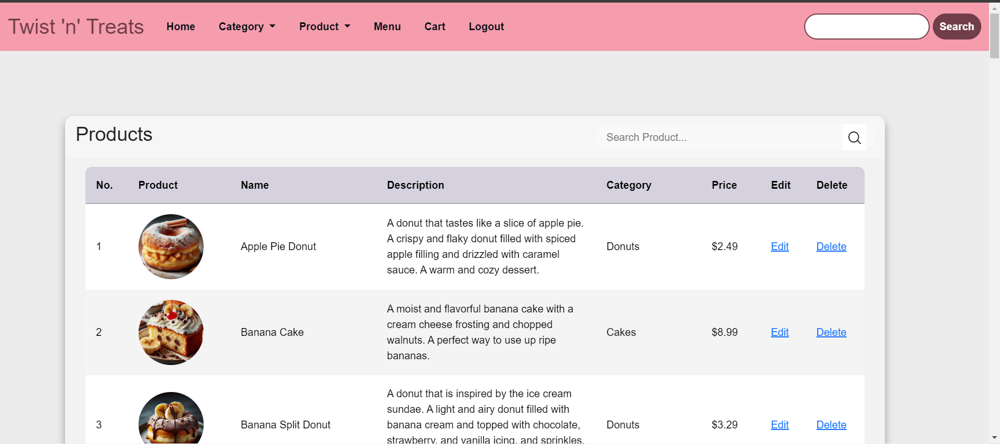 Twist 'n' Treats Home Category Product Menu Cart Logout Search
Products Search Product...
No. Product Name Description Category Price Edit Delete
1 Apple Pie Donut A donut that tastes like a slice of apple pie.
A crispy and flaky donut filled with spiced
apple filling and drizzled with caramel
sauce. A warm and cozy dessert. Donuts $2.49 Edit Delete
2 Banana Cake A moist and flavorful banana cake with a
cream cheese frosting and chopped
walnuts. A perfect way to use up ripe
bananas. Cakes $8.99 Edit Delete
3 Banana Split Donut A donut that is inspired by the ice cream
sundae. A light and airy donut filled with
banana cream and topped with chocolate,
strawberry, and vanilla icing, and sprinkles. Donuts $3.29 Edit Delete